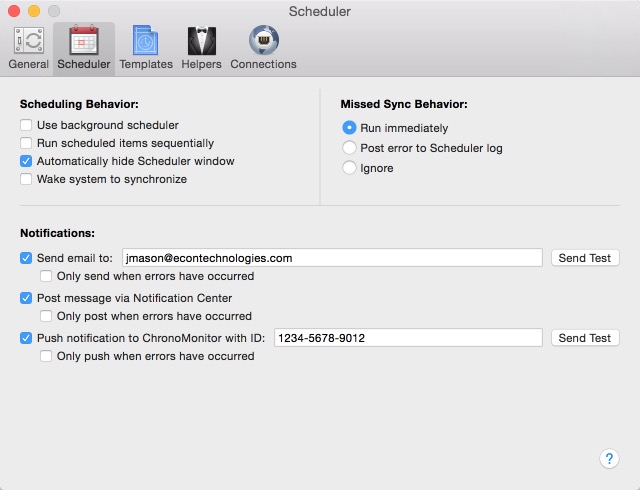 Scheduler
General
Scheduler
Templates
Helpers
Connections
Scheduling Behavior:
Use background scheduler
Run scheduled items sequentially
Automatically hide Scheduler window
Wake system to synchronize
Missed Sync Behavior:
Run immediately
Post error to Scheduler log
Ignore
Notifications:
Send email to: jmason@econtechnologies.com Send Test
Only send when errors have occurred
Post message via Notification Center
Only post when errors have occurred
Push notification to ChronoMonitor with ID: 1234-5678-9012 Send Test
Only push when errors have occurred
?